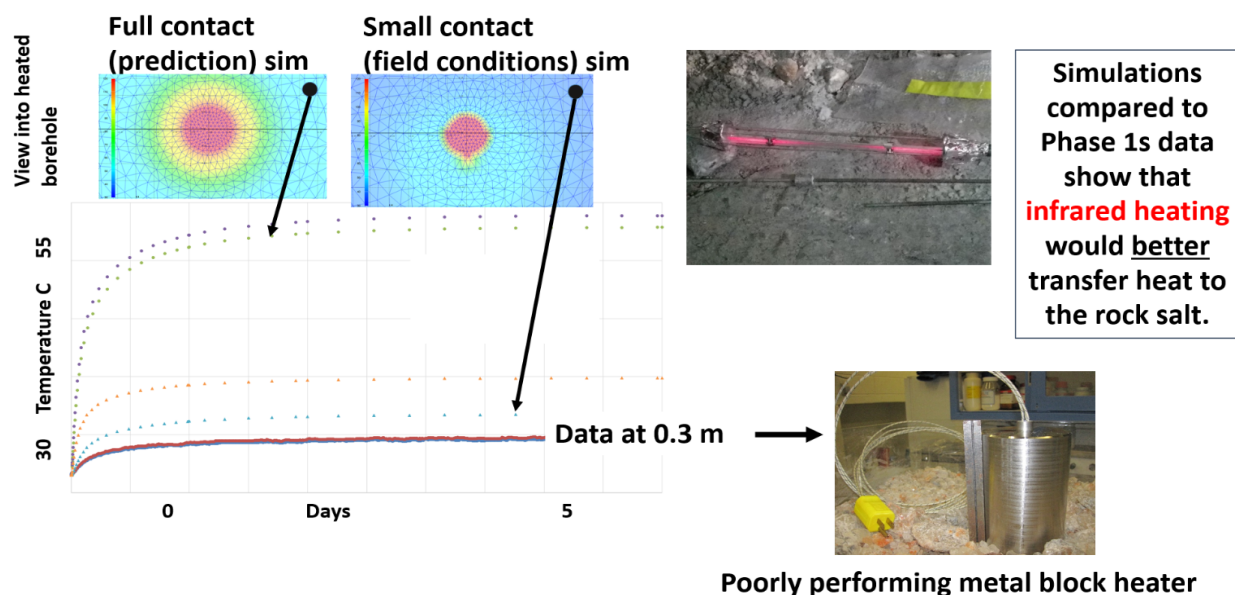 Full contact
(prediction) sim
Small contact
(field conditions) sim
View into heated
borehole
Simulations
compared to
Phase 1s data
show that
infrared heating
would better
transfer heat to
the rock salt.
55
Temperature C
30
Data at 0.3 m
0
Days
5
Poorly performing metal block heater